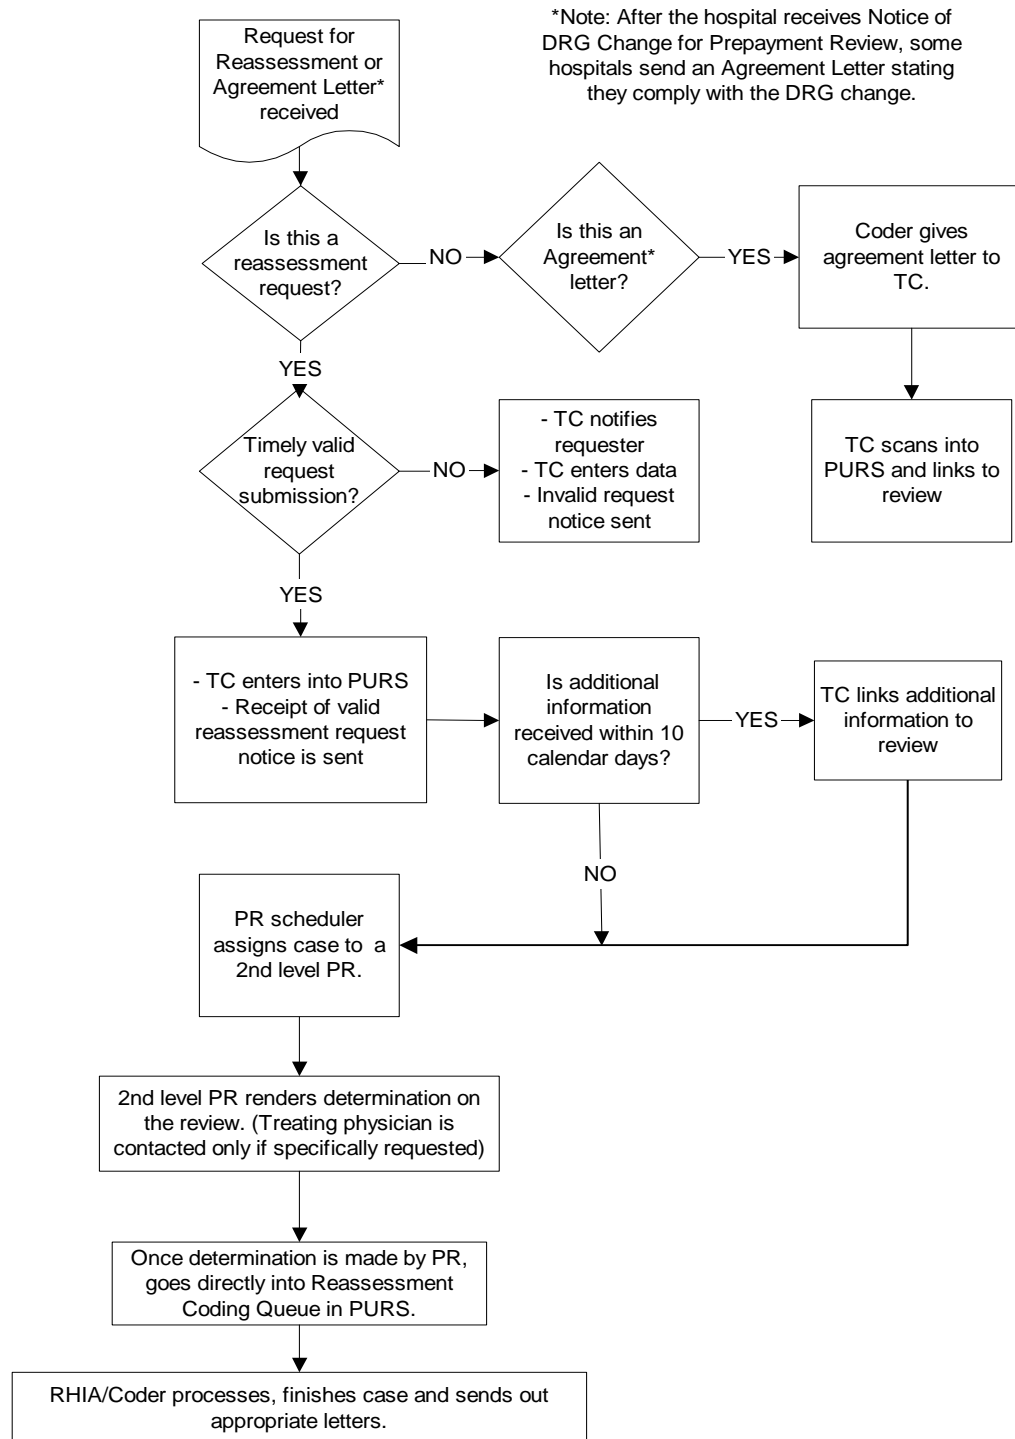 *Note: After the hospital receives Notice of
DRG Change for Prepayment Review, some
hospitals send an Agreement Letter stating
they comply with the DRG change.
Request for
Reassessment or
Agreement Letter*
received
Is this a
reassessment
request?
NO
Is this an
Agreement*
letter?
YES
Coder gives
agreement letter to
TC.
YES
TC scans into
PURS and links to
review
Timely valid
request
submission?
NO
- TC notifies
requester
- TC enters data
- Invalid request
notice sent
YES
- TC enters into PURS
- Receipt of valid
reassessment request
notice is sent
Is additional
information
received within 10
calendar days?
YES
TC links additional
information to
review
NO
PR scheduler
assigns case to  a
2nd level PR.
2nd level PR renders determination on
the review. (Treating physician is
contacted only if specifically requested)
Once determination is made by PR,
goes directly into Reassessment
Coding Queue in PURS.
RHIA/Coder processes, finishes case and sends out
appropriate letters.